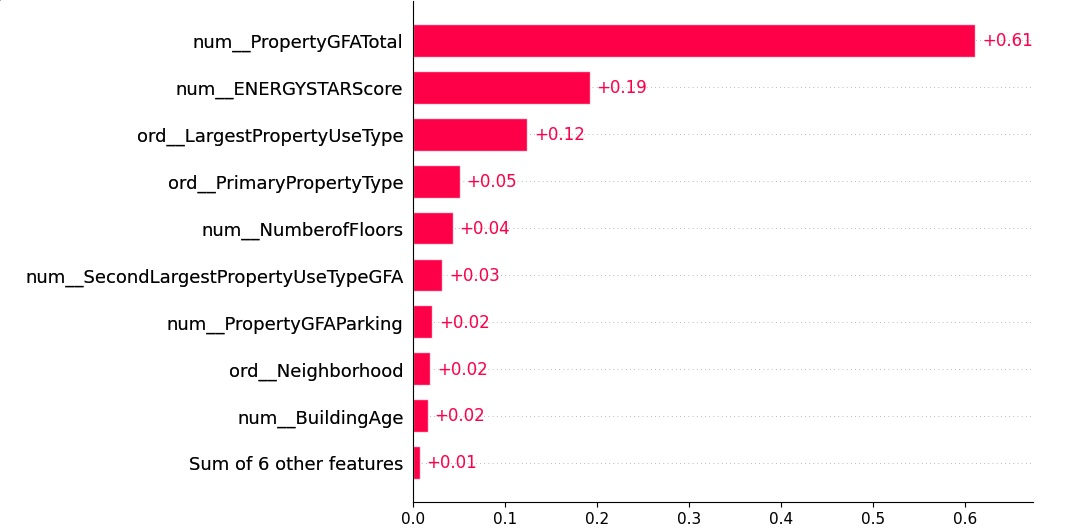 num__PropertyGFATotal +0.61
num__ENERGYSTARScore +0.19
ord__LargestPropertyUseType +0.12
ord__PrimaryPropertyType +0.05
num__NumberofFloors +0.04
num__SecondLargestPropertyUseTypeGFA +0.03
num__PropertyGFAParking +0.02
ord__Neighborhood +0.02
num__BuildingAge +0.02
Sum of 6 other features +0.01
0.0 0.1 0.2 0.3 0.4 0.5 0.6